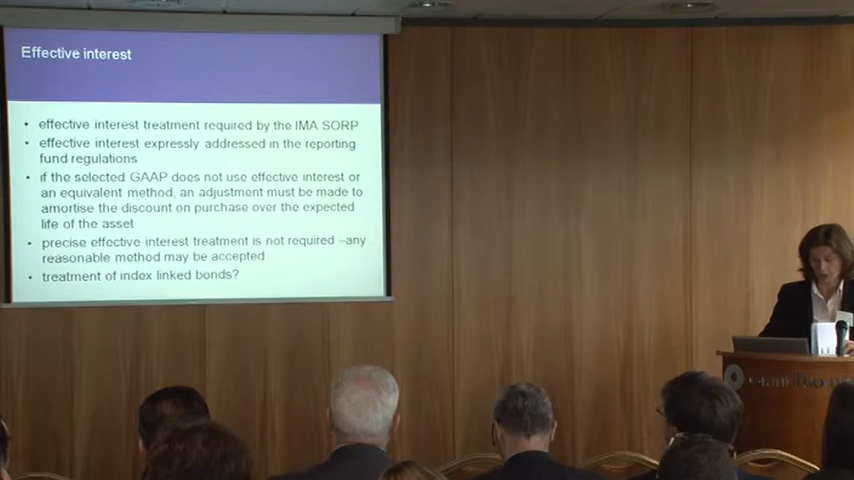 Effective interest
• effective interest treatment required by the IMA SORP
• effective interest expressly addressed in the reporting
fund regulations
• if the selected GAAP does not use effective interest or
an equivalent method, an adjustment must be made to
amortise the discount on purchase over the expected
life of the asset
• precise effective interest treatment is not required –any
reasonable method may be accepted
• treatment of index linked bonds?